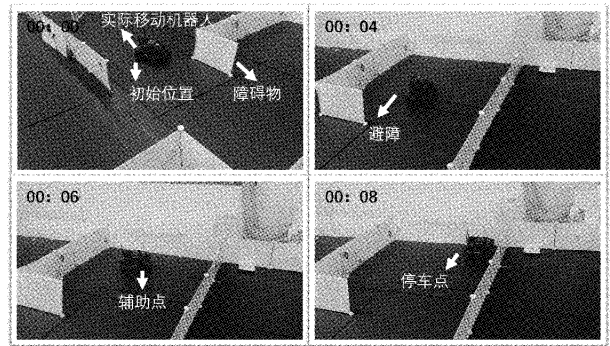 00: 00
实际移动机器人
初始位置
障碍物
00: 04
避障
00: 06
辅助点
00: 08
停车点